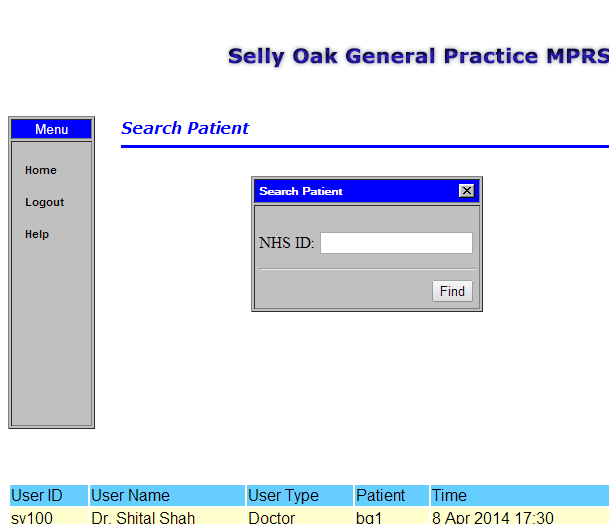 Selly Oak General Practice MPRS
Menu
Home
Logout
Help
Search Patient
Search Patient
NHS ID:
Find
User ID User Name User Type Patient Time
sv100 Dr. Shital Shah Doctor bg1 8 Apr 2014 17:30